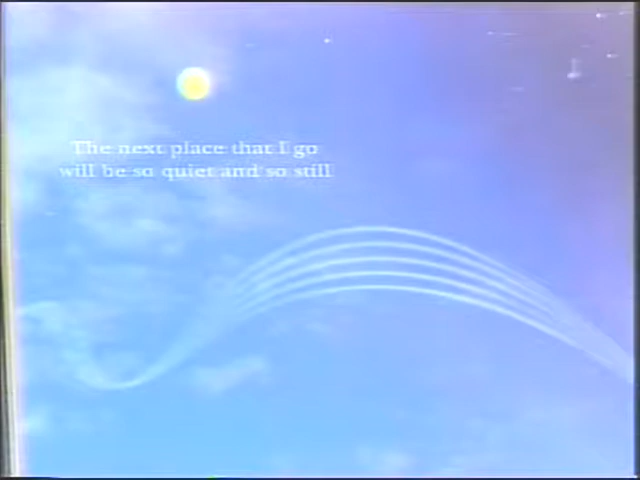 The next place that I go
will be so quiet and so still